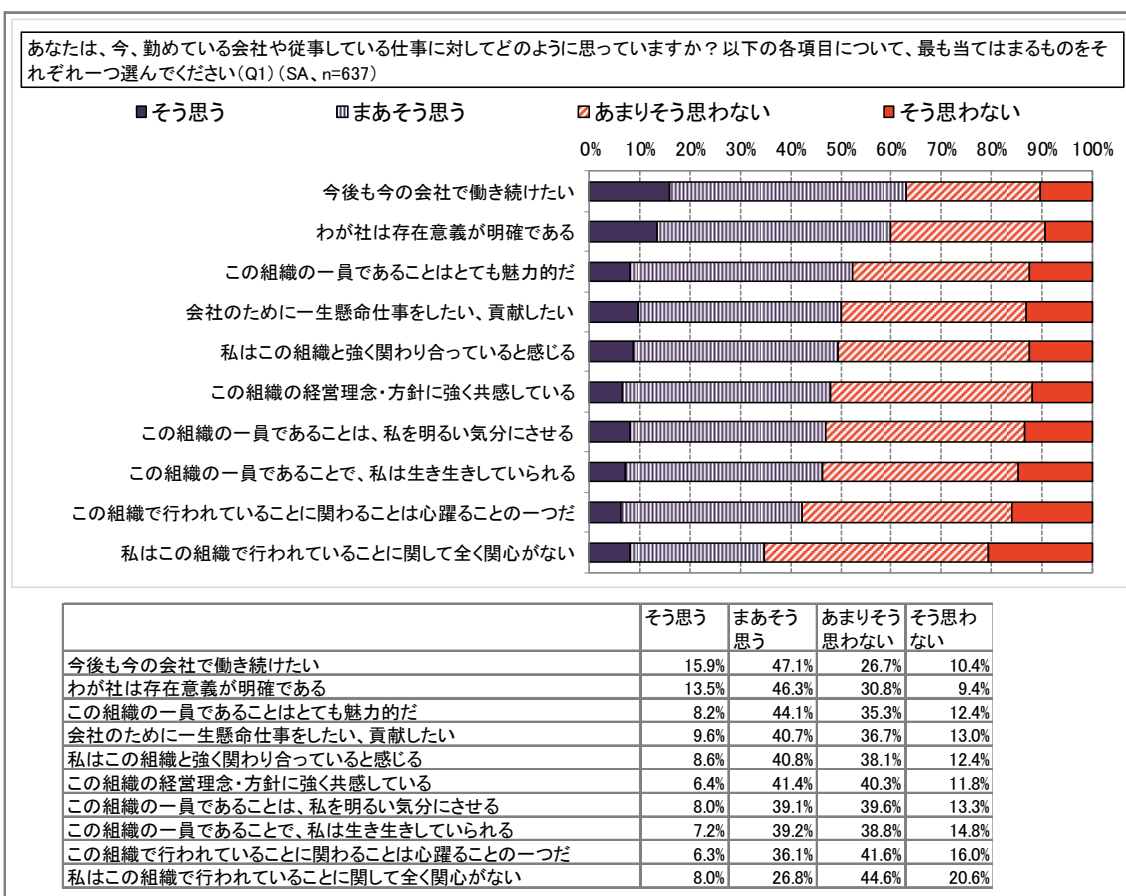 あなたは、今、勤めている会社や従事している仕事に対してどのように思っていますか？以下の各項目について、最も当てはまるものをそ
れぞれ一つ選んでください(Q1)(SA、n=637)
そう思う まあそう思う あまりそう思わない そう思わない
0% 10% 20% 30% 40% 50% 60% 70% 80% 90% 100%
今後も今の会社で働き続けたい
わが社は存在意義が明確である
この組織の一員であることはとても魅力的だ
会社のために一生懸命仕事をしたい、貢献したい
私はこの組織と強く関わり合っていると感じる
この組織の経営理念・方針に強く共感している
この組織の一員であることは、私を明るい気分にさせる
この組織の一員であることで、私は生き生きしていられる
この組織で行われていることに関わることは心躍ることの一つだ
私はこの組織で行われていることに関して全く関心がない
そう思う まあそう あまりそう そう思わ
思う 思わない ない
今後も今の会社で働き続けたい 15.9% 47.1% 26.7% 10.4%
わが社は存在意義が明確である 13.5% 46.3% 30.8% 9.4%
この組織の一員であることはとても魅力的だ 8.2% 44.1% 35.3% 12.4%
会社のために一生懸命仕事をしたい、貢献したい 9.6% 40.7% 36.7% 13.0%
私はこの組織と強く関わり合っていると感じる 8.6% 40.8% 38.1% 12.4%
この組織の経営理念・方針に強く共感している 6.4% 41.4% 40.3% 11.8%
この組織の一員であることは、私を明るい気分にさせる 8.0% 39.1% 39.6% 13.3%
この組織の一員であることで、私は生き生きしていられる 7.2% 39.2% 38.8% 14.8%
この組織で行われていることに関わることは心躍ることの一つだ 6.3% 36.1% 41.6% 16.0%
私はこの組織で行われていることに関して全く関心がない 8.0% 26.8% 44.6% 20.6%